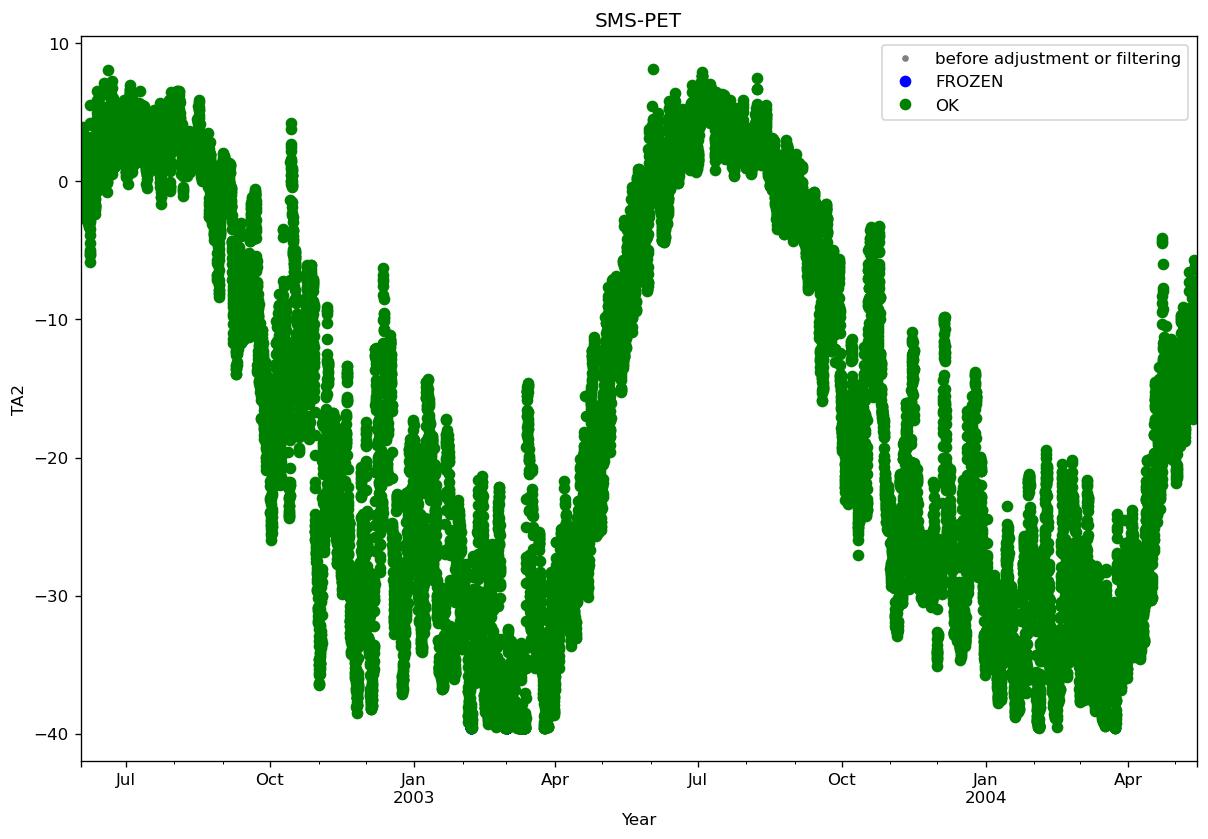 SMS-PET
before adjustment or filtering
FROZEN
OK
TA2
10
0
−10
−20
−30
−40
Jul
Oct
Jan
2003
Apr
Jul
Oct
Jan
2004
Apr
Year